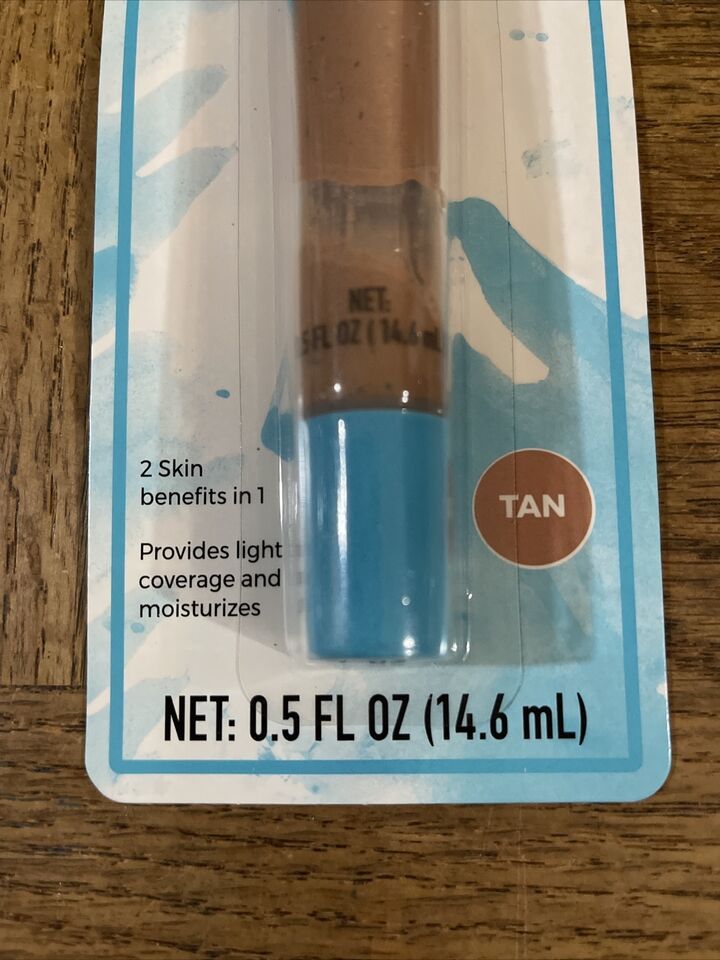 NET:
.5 FL OZ (14.6 mL
2 Skin
benefits in 1
TAN
Provides light
coverage and
moisturizes
NET: 0.5 FL OZ (14.6 mL)